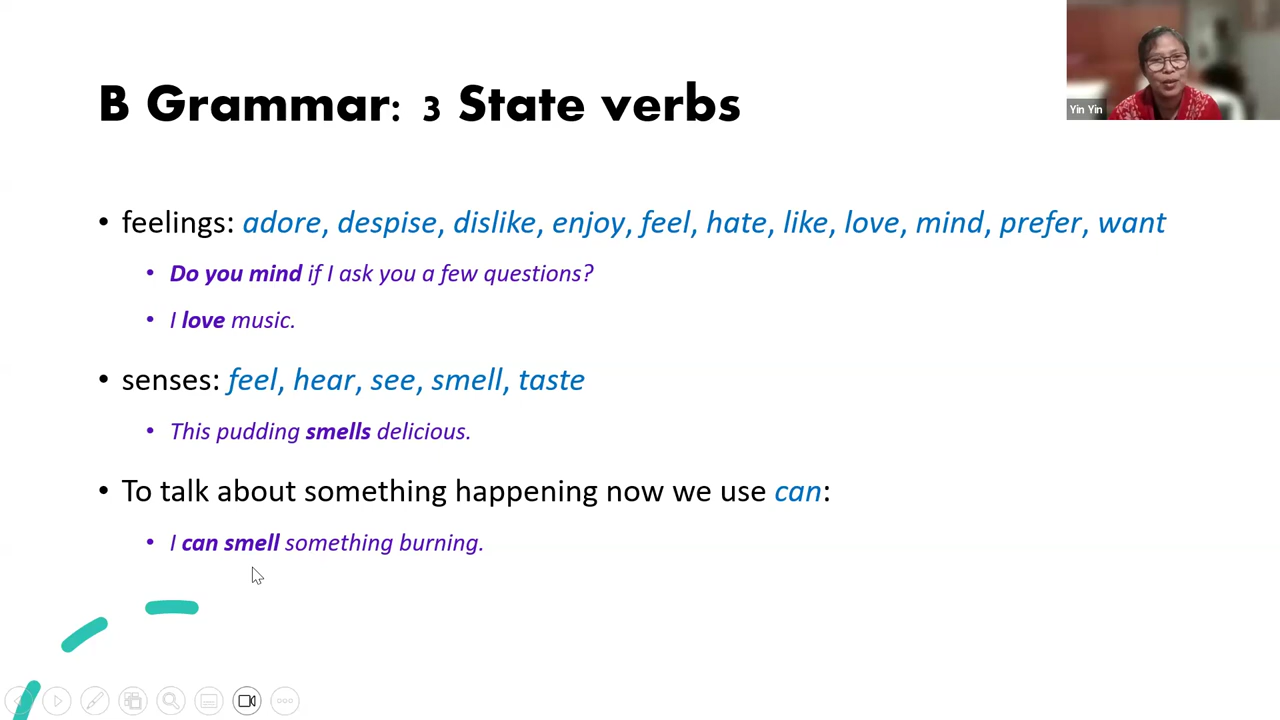 B Grammar: 3 State verbs
Yin Yin
• feelings: adore, despise, dislike, enjoy, feel, hate, like, love, mind, prefer, want
• Do you mind if I ask you a few questions?
• I love music.
• senses: feel, hear, see, smell, taste
• This pudding smells delicious.
• To talk about something happening now we use can:
• I can smell something burning.